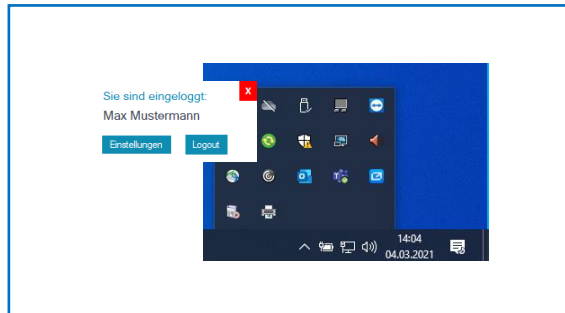 x
Sie sind eingeloggt:
Max Mustermann
Einstellungen Logout
14:04
04.03.2021